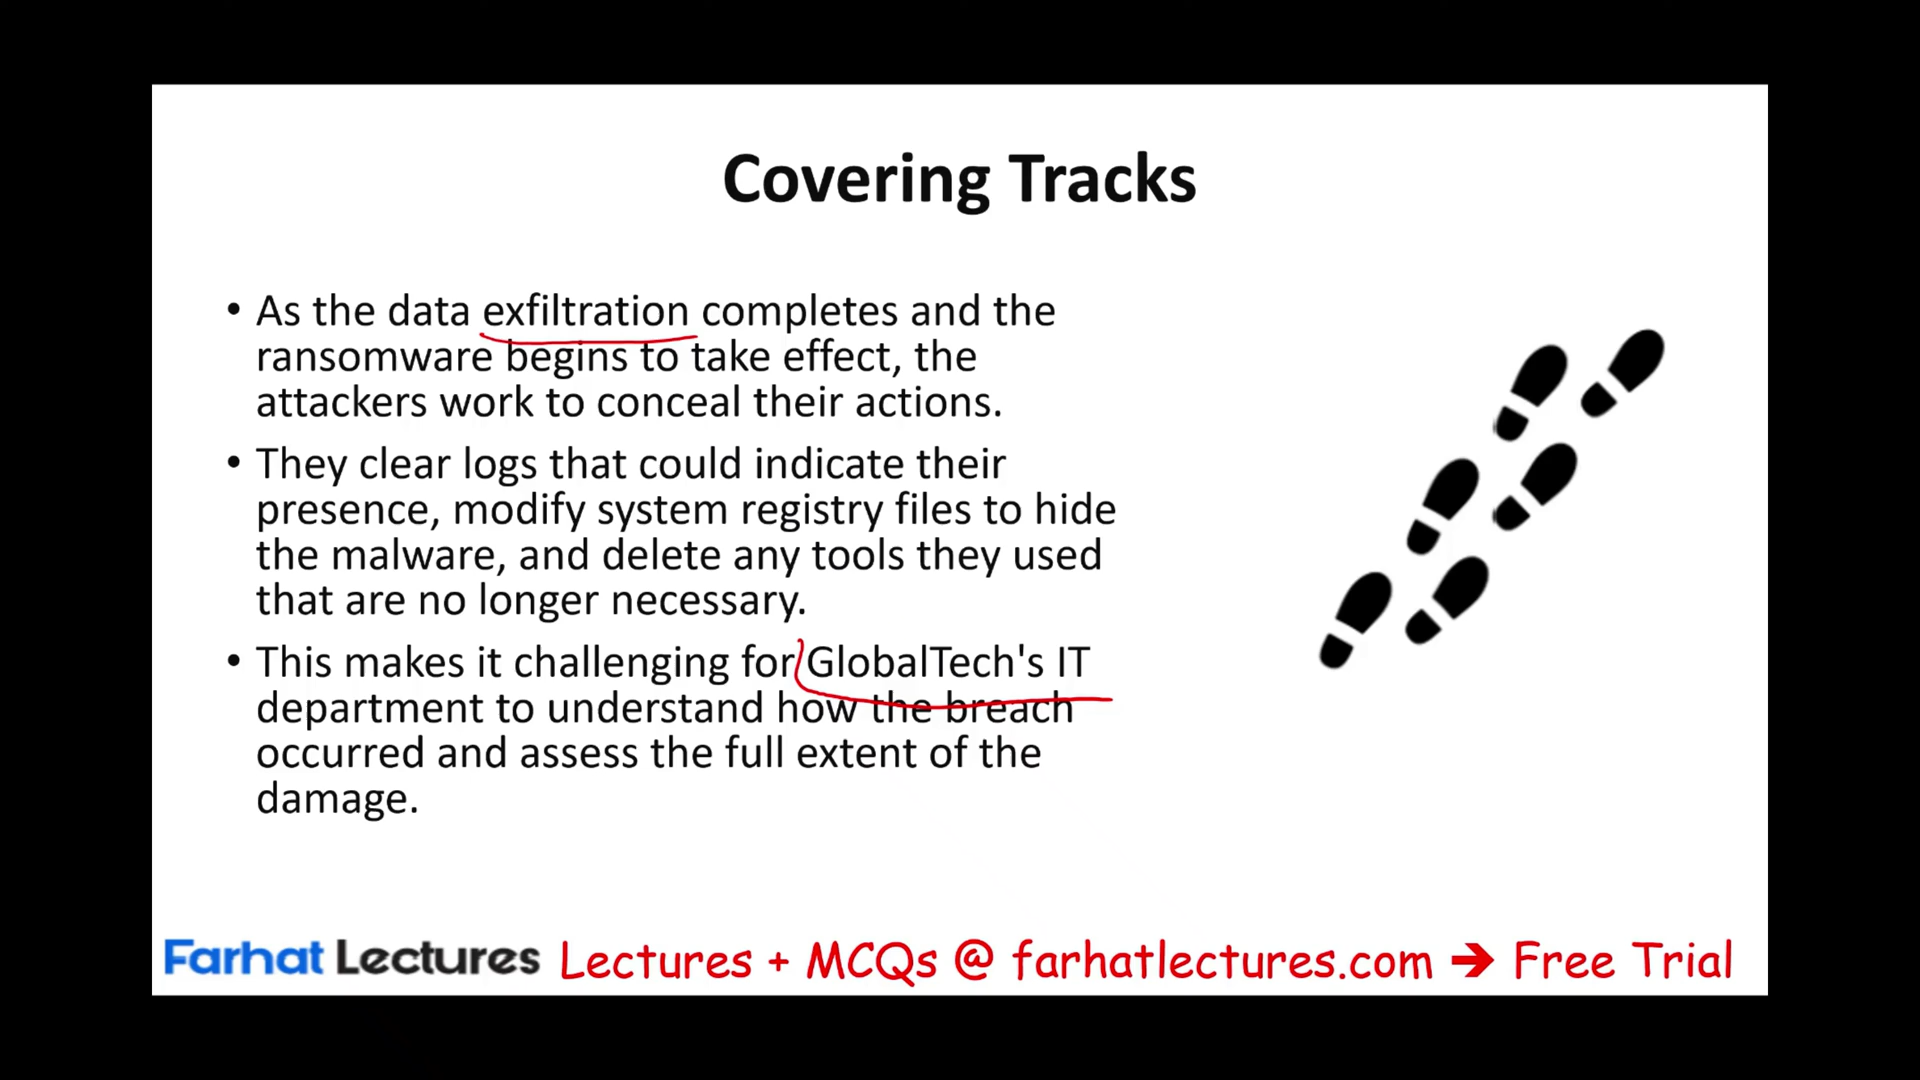 Covering Tracks
• As the data exfiltration completes and the
ransomware begins to take effect, the
attackers work to conceal their actions.
• They clear logs that could indicate their
presence, modify system registry files to hide
the malware, and delete any tools they used
that are no longer necessary.
• This makes it challenging for GlobalTech's IT
department to understand how the breach
occurred and assess the full extent of the
damage.
Farhat Lectures Lectures + MCQs @ farhatlectures.com → Free Trial